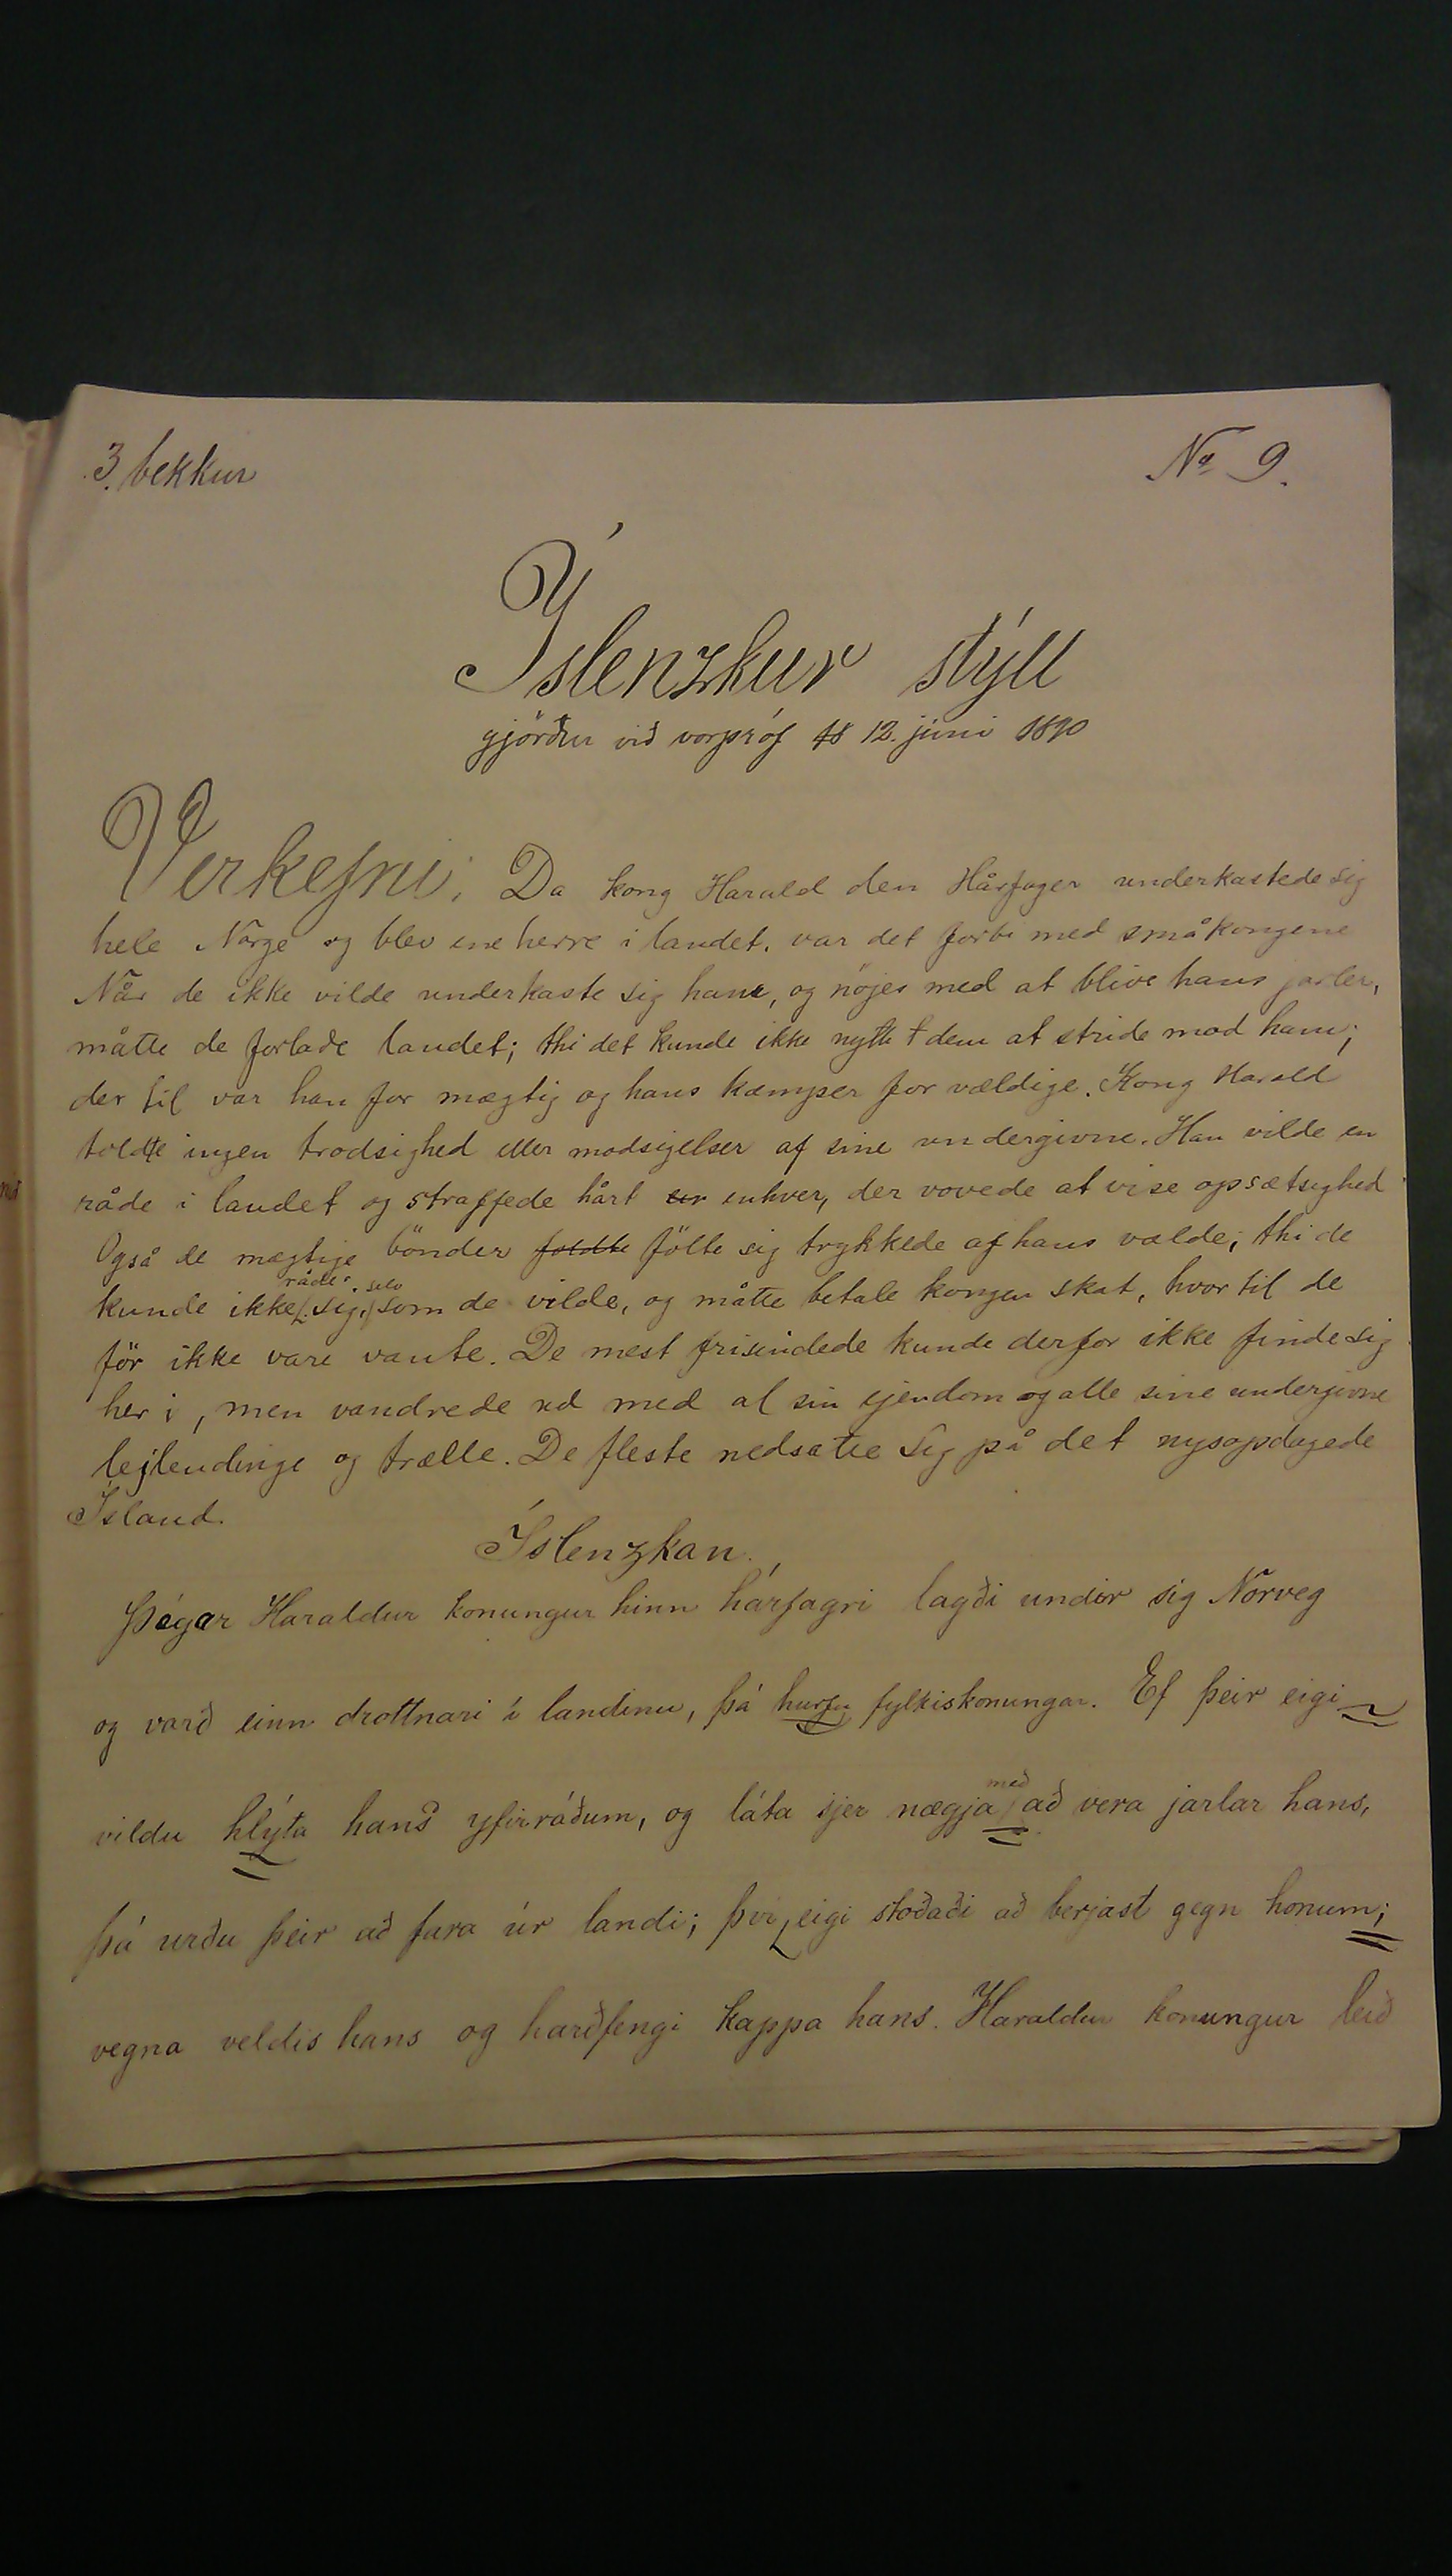 3. bekkur
No 9.
Íslenzkur stýll
gjörður við vorpróf 12. júni 1890
Verkefni. Da kong Harald den Hårfager underkastede sig
hele Norge og blev ene herre i landet, var det forbi med småkongene
Når de ikke vilde underkaste sig ham, og nöjes med at blive hans jarler,
måtte de forlade landet; thi det kunde ikke nytte dem at stride mod ham;
der til var han for mægtig og hans kæmper for vældige. Kong Harald
toldte ingen trodsighed eller modsigelser af sine undergivne. Han vilde en
råde i landet og straffede hårt enhver, der vovede at vise opsætsighed
Også de mægtige bönder foldte fölte sig trykkede af hans vælde; thi de
kunde ikke råde sig selv som de vilde, og måtte betale kongen skat, hvor til de
för ikke vare vante. De mest frisindede kunde derfor ikke finde sig
her i, men vandrede ud med al sin ejendom og alle sine undergivne
lejlendinge og trælle. De fleste nedsatte sig på det nysopdagede
Ísland.
Íslenzkan.
Þegar Haraldur konungur hinn hárfagri lagði undir sig Norveg
og varð einn drottnari í landinu, þá hurfu fylkiskonungar. Ef þeir eigi
vildu hlýta hans yfirráðum, og láta sjer nægja með að vera jarlar hans,
þá urðu þeir að fara úr landi; því eigi stoðaði að berjast gegn honum;
vegna veldis hans og harðfengi kappa hans. Haraldur konungur leið